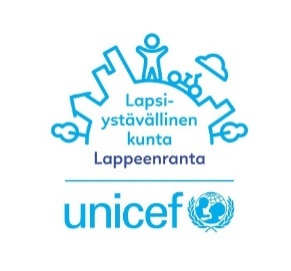 Lapsi-
ystävällinen
kunta
Lappeenranta
unicef